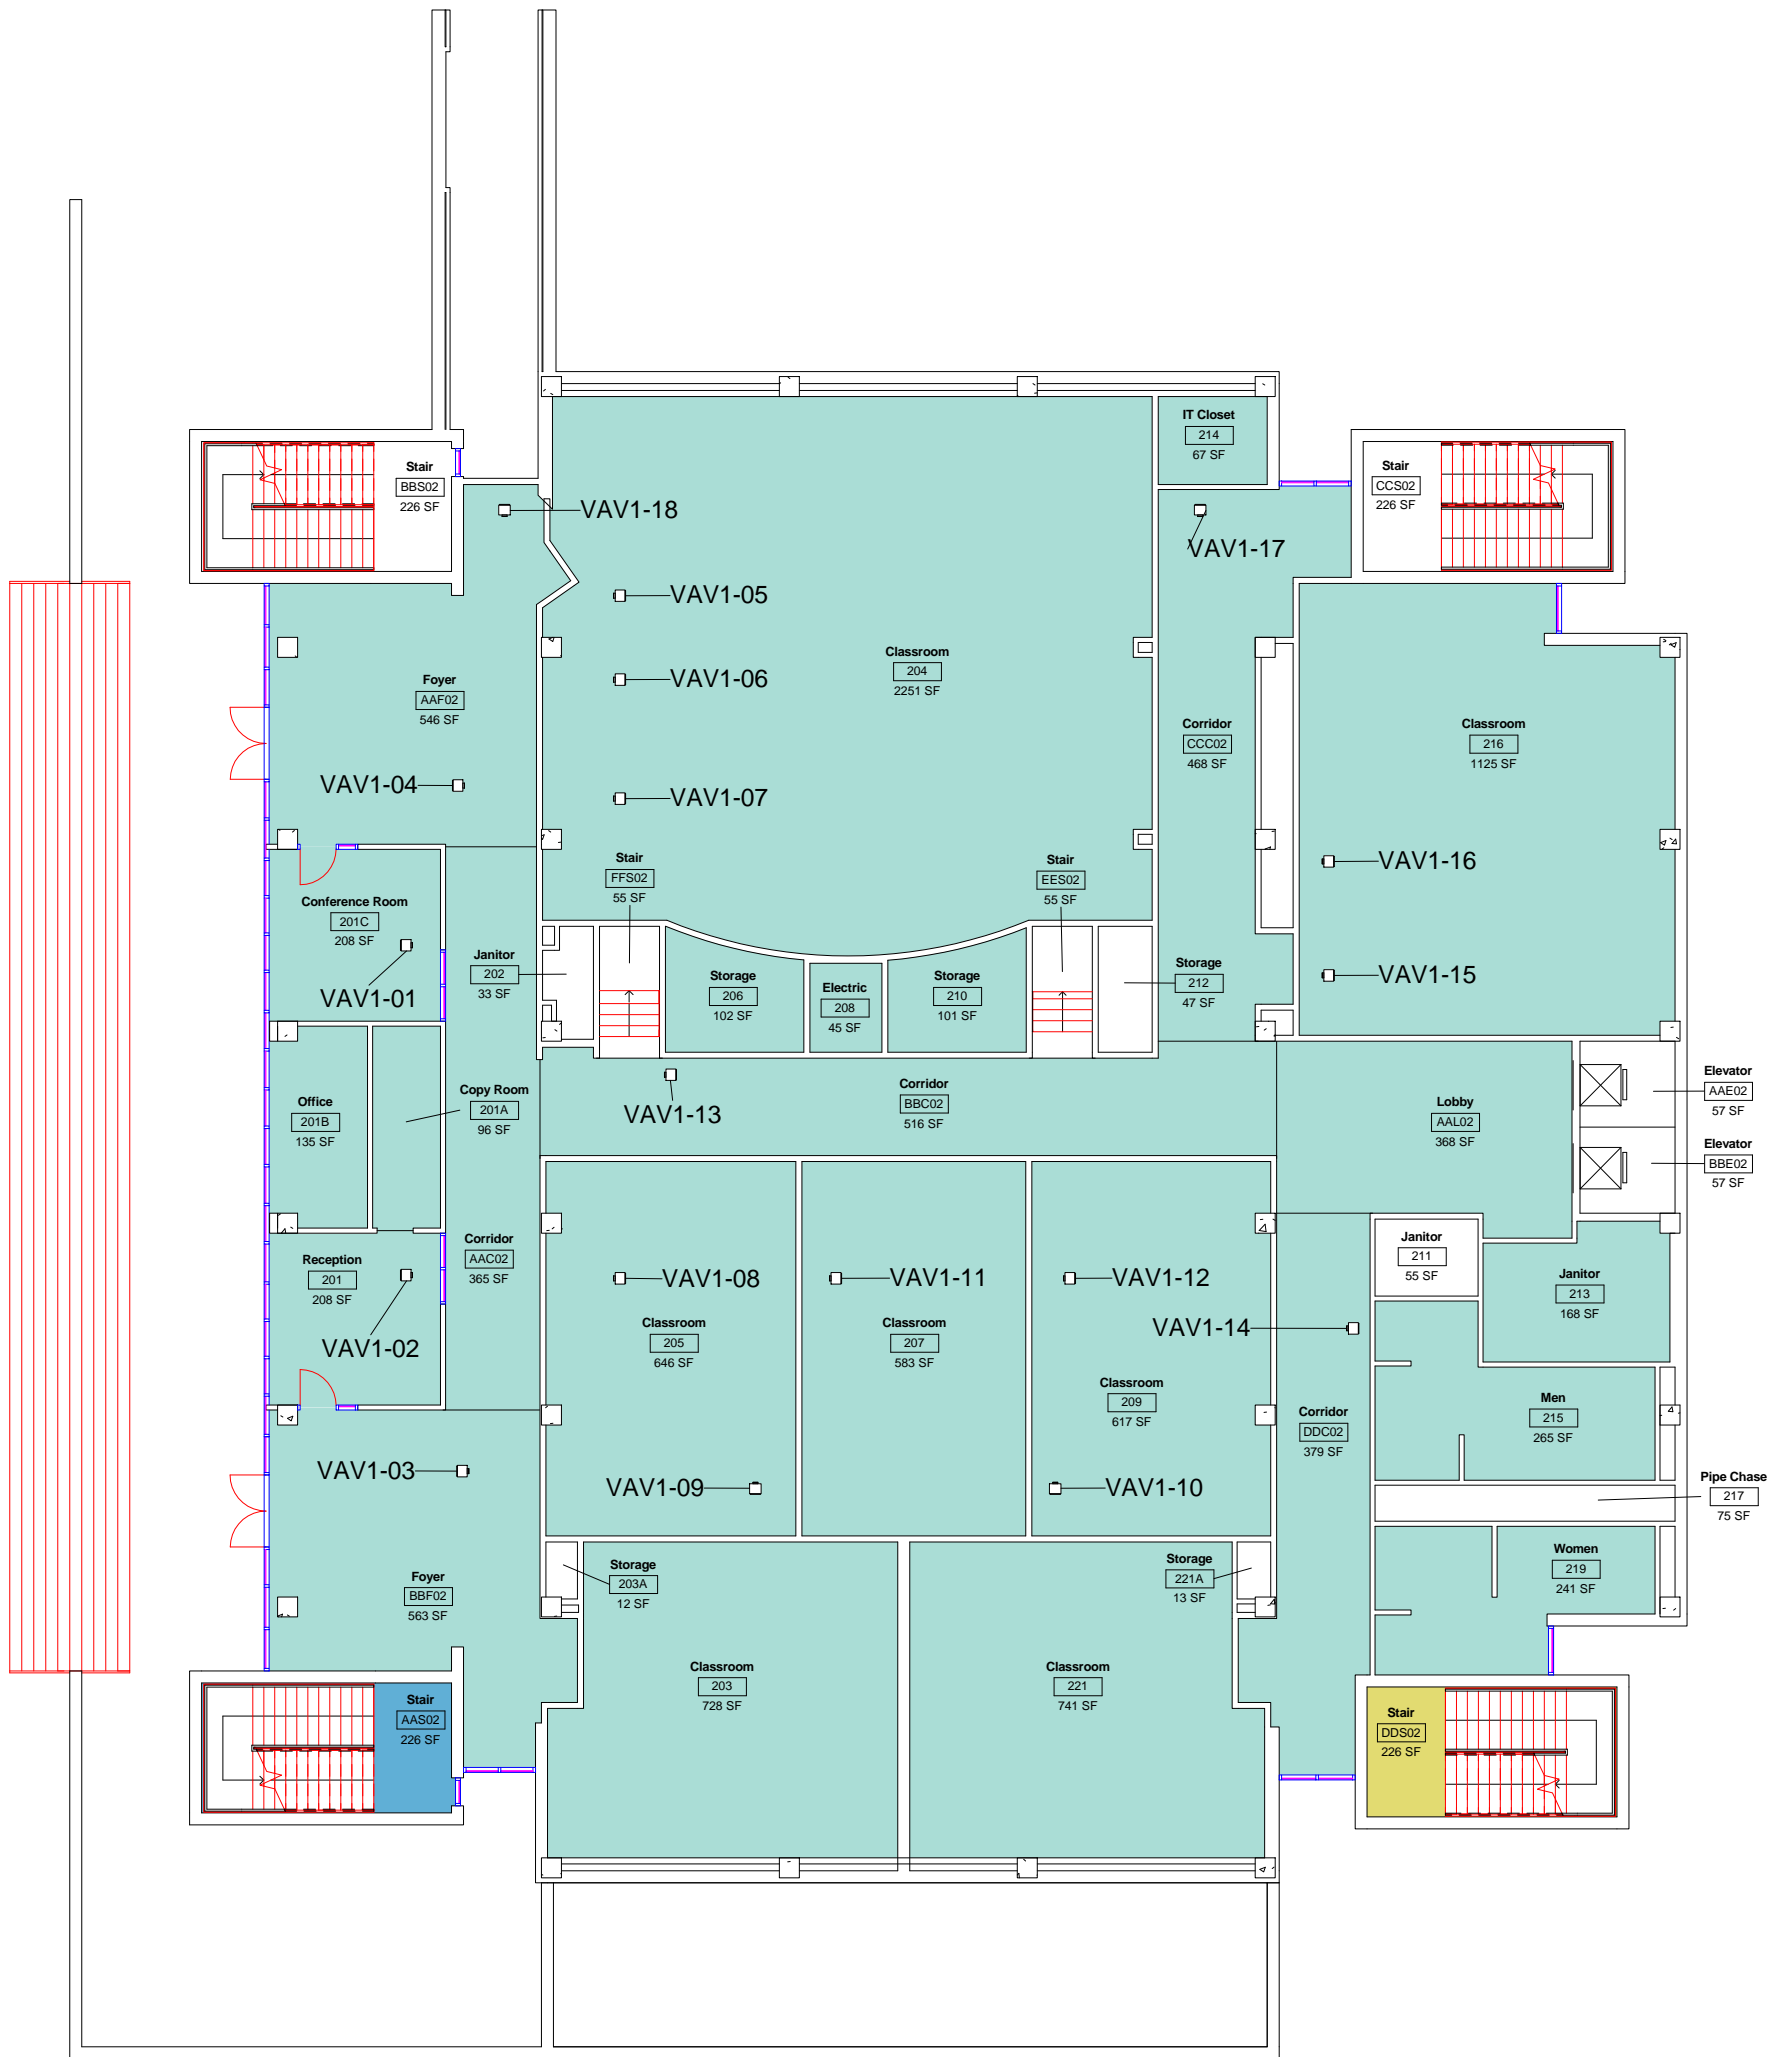 IT Closet
214
67 SF
Stair
BBS02
226 SF
Stair
CCS02
226 SF
VAV1-18
VAV1-17
VAV1-05
VAV1-06
Classroom
204
2251 SF
Foyer
AAF02
546 SF
Corridor
CCC02
468 SF
Classroom
216
1125 SF
VAV1-04
VAV1-07
Stair
FFS02
55 SF
Stair
EES02
55 SF
VAV1-16
Conference Room
201C
208 SF
VAV1-01
Janitor
202
33 SF
Storage
206
102 SF
Electric
208
45 SF
Storage
210
101 SF
Storage
212
47 SF
VAV1-15
Office
201B
135 SF
Copy Room
201A
96 SF
VAV1-13
Corridor
BBC02
516 SF
Lobby
AAL02
368 SF
Elevator
AAE02
57 SF
Elevator
BBE02
57 SF
Reception
201
208 SF
VAV1-02
Corridor
AAC02
365 SF
VAV1-08
Classroom
205
646 SF
VAV1-11
Classroom
207
583 SF
VAV1-12
VAV1-14
Classroom
209
617 SF
Janitor
211
55 SF
Janitor
213
168 SF
Corridor
DDC02
379 SF
Men
215
265 SF
VAV1-03
VAV1-09
VAV1-10
Pipe Chase
217
75 SF
Foyer
BBF02
563 SF
Storage
203A
12 SF
Storage
221A
13 SF
Women
219
241 SF
Classroom
203
728 SF
Classroom
221
741 SF
Stair
AAS02
226 SF
Stair
DDS02
226 SF